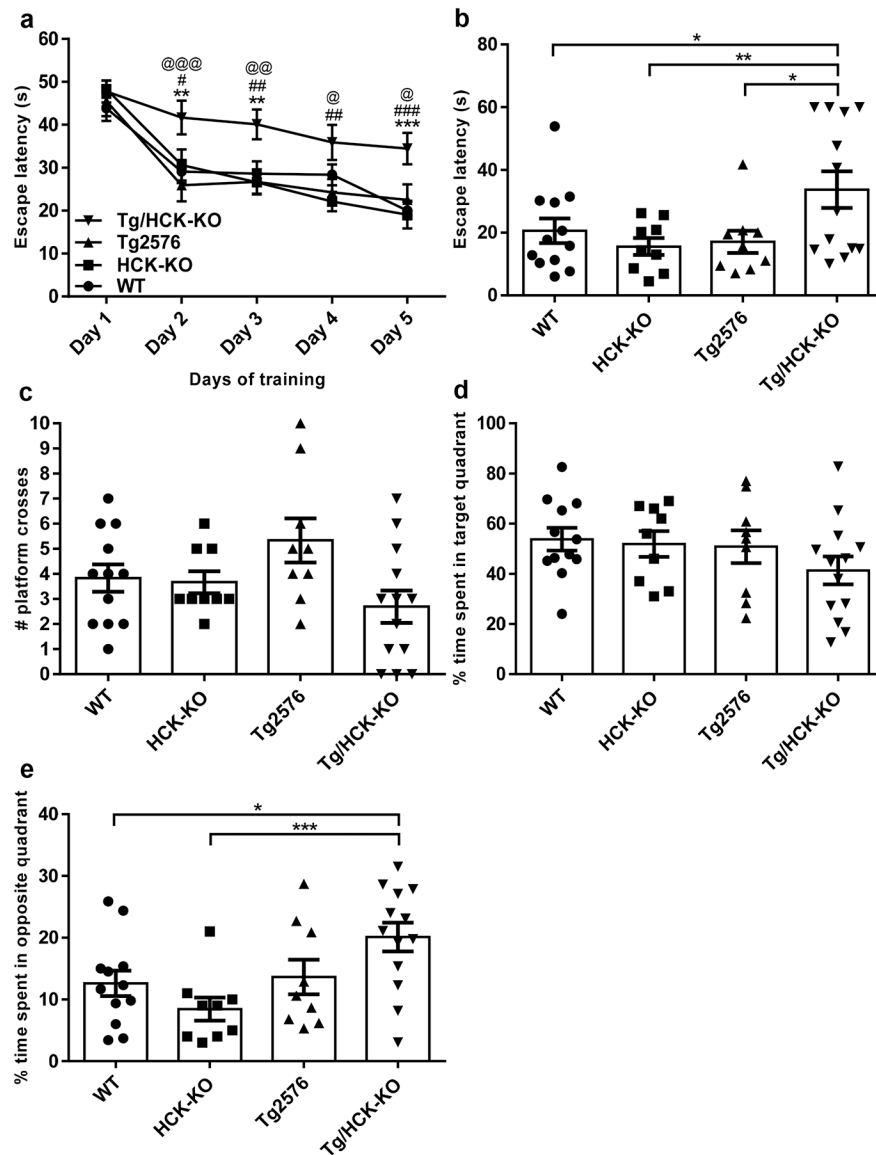 a
Escape latency (s)
60
50
40
30
20
10
0
@@@
#
**
@@
##
**
@
##
@
###
***
Tg/HCK-KO
Tg2576
HCK-KO
WT
Day 1
Day 2
Day 3
Day 4
Day 5
Days of training
b
Escape latency (s)
80
60
40
20
0
*
**
*
WT
HCK-KO
Tg2576
Tg/HCK-KO
c
# platform crosses
10
9
8
7
6
5
4
3
2
1
0
WT
HCK-KO
Tg2576
Tg/HCK-KO
d
% time spent in target quadrant
100
80
60
40
20
0
WT
HCK-KO
Tg2576
Tg/HCK-KO
e
% time spent in opposite quadrant
40
30
20
10
0
*
***
WT
HCK-KO
Tg2576
Tg/HCK-KO